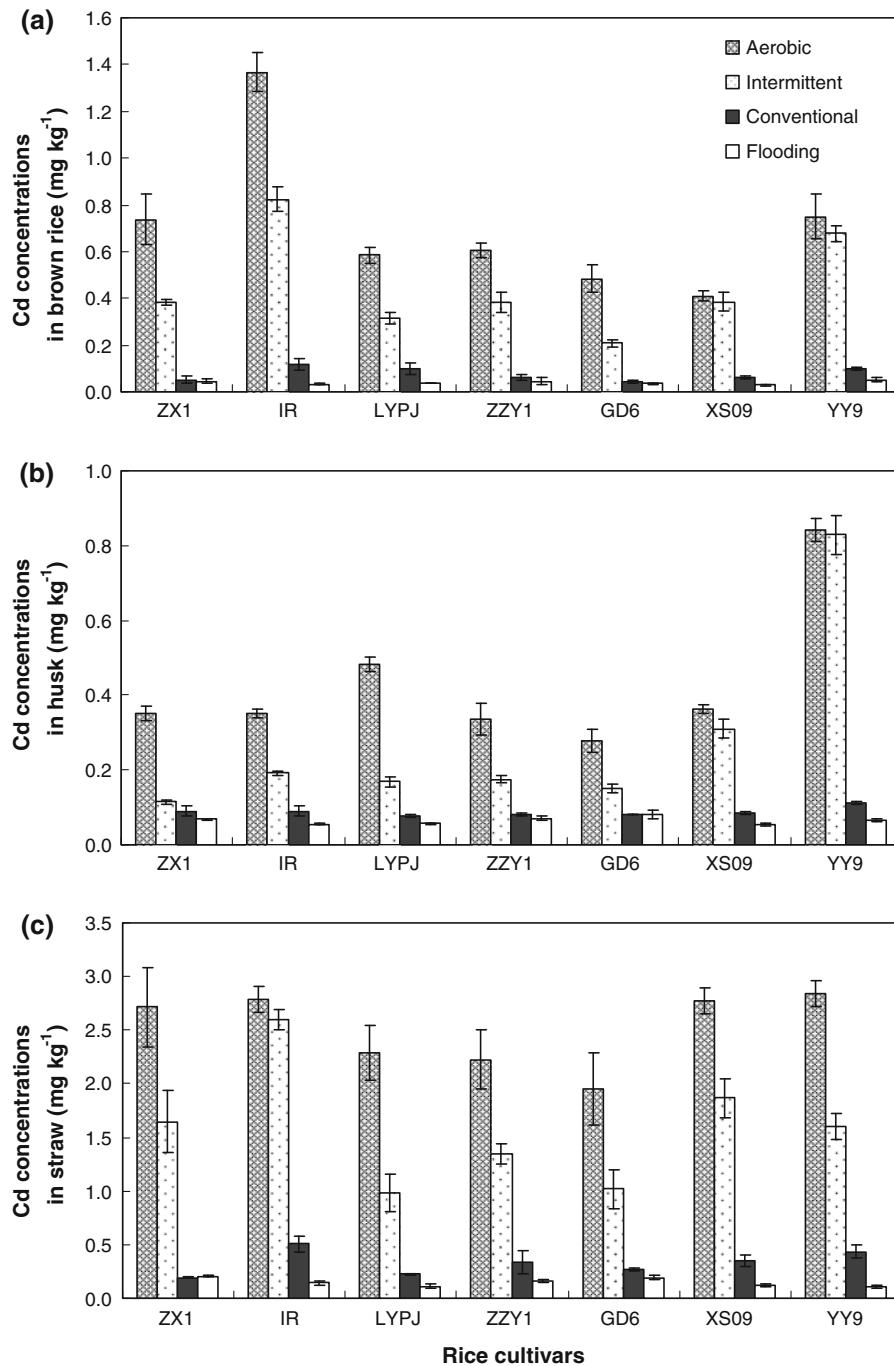 (a)
Cd concentrations
in brown rice (mg kg⁻¹)
1.6
1.4
1.2
1.0
0.8
0.6
0.4
0.2
0.0
Aerobic
Intermittent
Conventional
Flooding
ZX1 IR LYPJ ZZY1 GD6 XS09 YY9
(b)
Cd concentrations
in husk (mg kg⁻¹)
1.0
0.8
0.6
0.4
0.2
0.0
ZX1 IR LYPJ ZZY1 GD6 XS09 YY9
(c)
Cd concentrations
in straw (mg kg⁻¹)
3.5
3.0
2.5
2.0
1.5
1.0
0.5
0.0
ZX1 IR LYPJ ZZY1 GD6 XS09 YY9
Rice cultivars